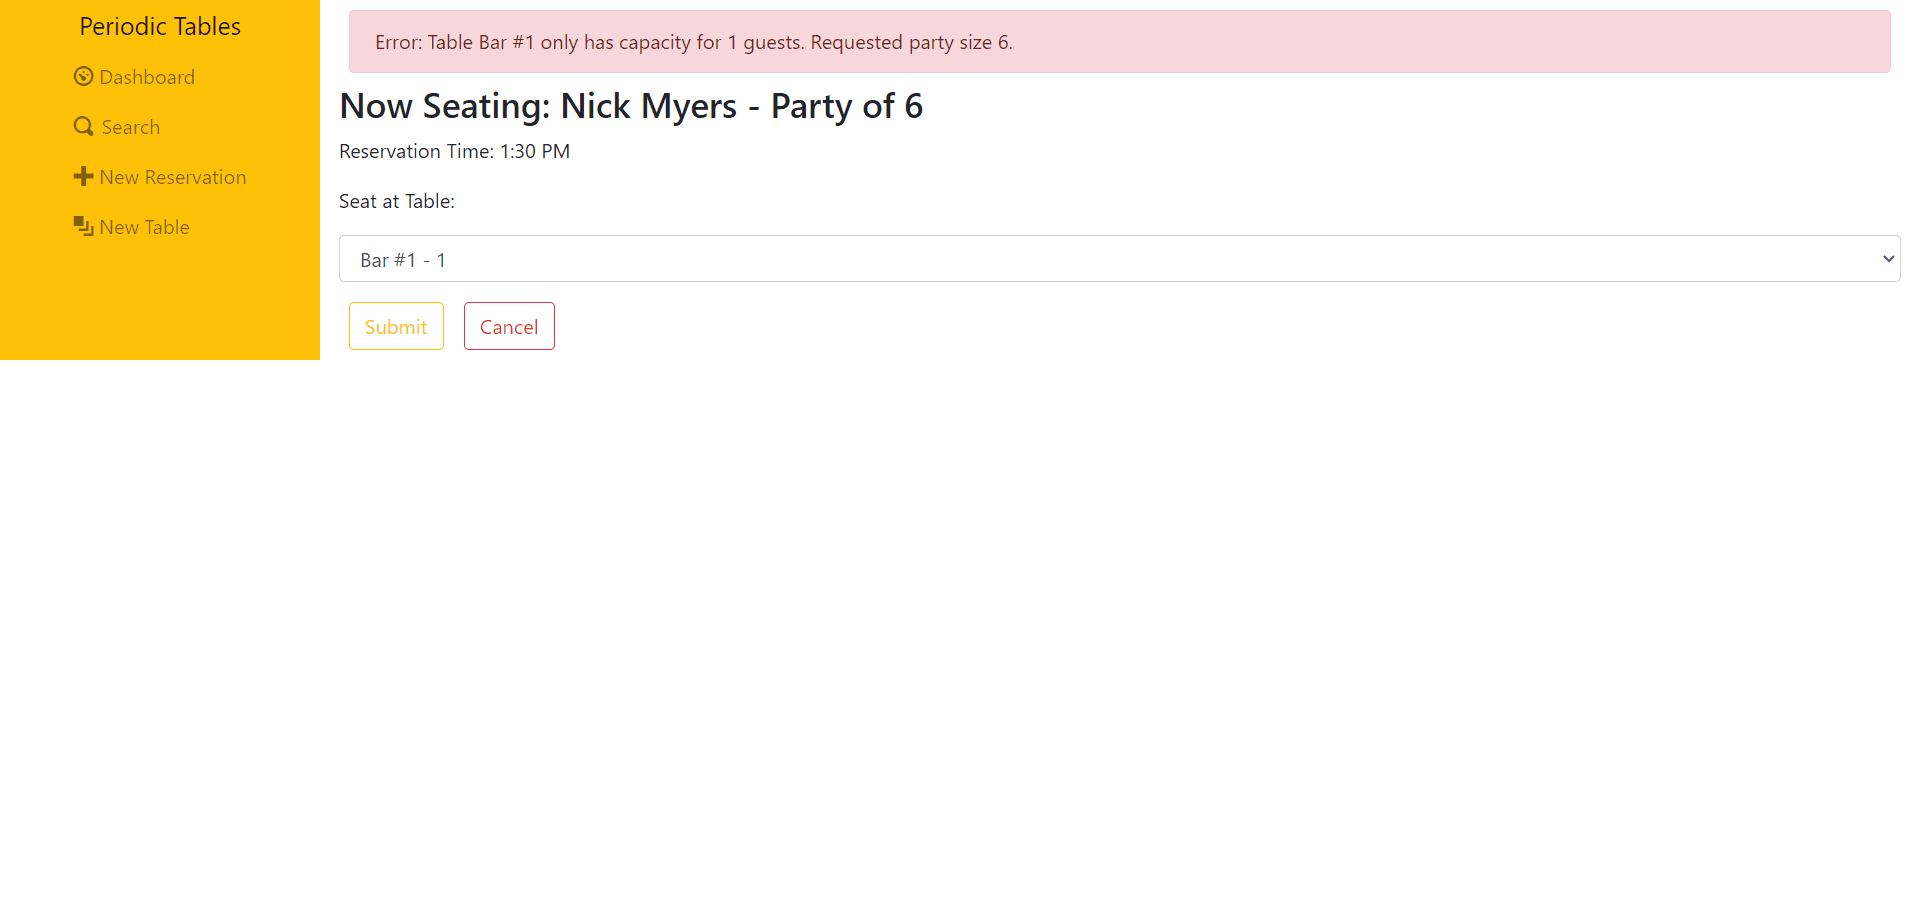 Periodic Tables
Dashboard
Search
New Reservation
New Table
Error: Table Bar #1 only has capacity for 1 guests. Requested party size 6.
Now Seating: Nick Myers - Party of 6
Reservation Time: 1:30 PM
Seat at Table:
Bar #1 - 1
Submit Cancel